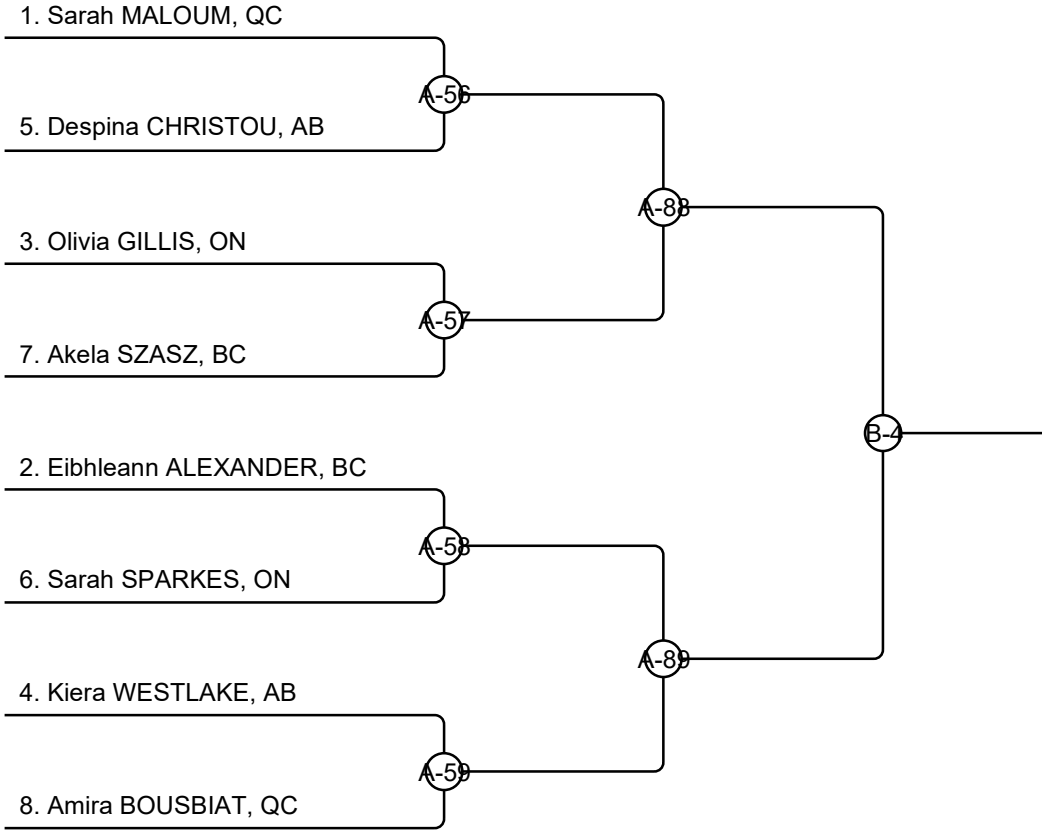 1. Sarah MALOUM, QC
A-56
5. Despina CHRISTOU, AB
A-88
3. Olivia GILLIS, ON
A-57
7. Akela SZASZ, BC
B-4
2. Eibhleann ALEXANDER, BC
A-58
6. Sarah SPARKES, ON
A-89
4. Kiera WESTLAKE, AB
A-59
8. Amira BOUSBIAT, QC